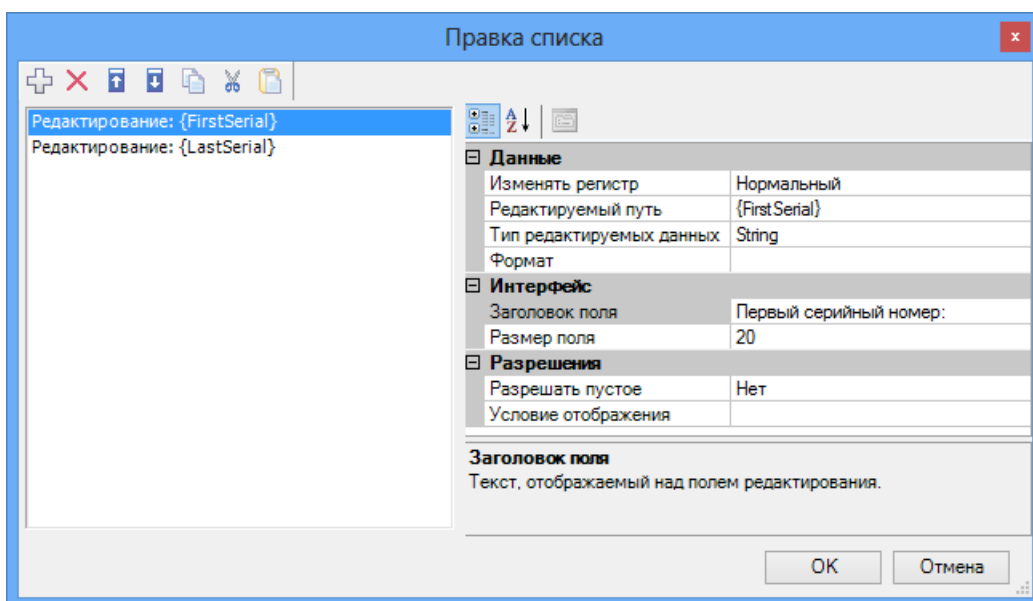 Правка списка
x
Редактирование: {FirstSerial}
Редактирование: {LastSerial}
Данные
Изменять регистр Нормальный
Редактируемый путь {FirstSerial}
Тип редактируемых данных String
Формат
Интерфейс
Заголовок поля Первый серийный номер:
Размер поля 20
Разрешения
Разрешать пустое Нет
Условие отображения
Заголовок поля
Текст, отображаемый над полем редактирования.
OK Отмена